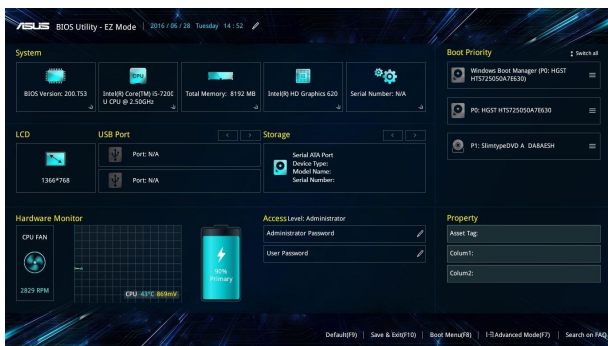 ASUS BIOS Utility - EZ Mode 2016 / 06 / 28 Tuesday 14 : 52
System
BIOS Version: 200.T53
CPU
Intel(R) Core(TM) i5-7200
U CPU @ 2.50GHz
Total Memory: 8192 MB
Intel(R) HD Graphics 620
Serial Number: N/A
Boot Priority
Switch all
Windows Boot Manager (P0: HGST
HTS725050A7E630)
P0: HGST HTS725050A7E630
P1: SlimtypeDVD A DA8AESH
LCD
1366*768
USB Port < >
Port: N/A
Port: N/A
Storage < >
Serial ATA Port
Device Type:
Model Name:
Serial Number:
Hardware Monitor
CPU FAN
2829 RPM
CPU 43°C 869mV
90%
Primary
Access Level: Administrator
Administrator Password
User Password
Property
Asset Tag:
Colum1:
Colum2:
Default(F9) | Save & Exit(F10) | Boot Menu(F8) | Advanced Mode(F7) | Search on FAQ